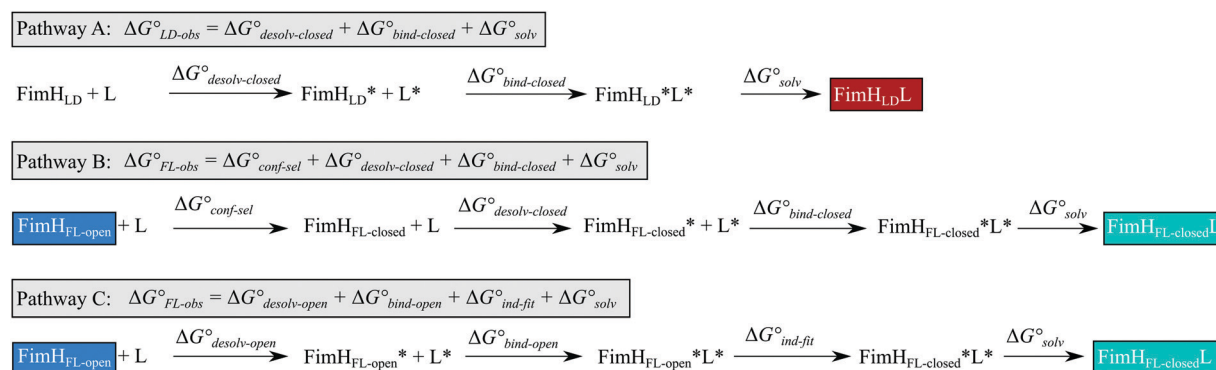 Pathway A: ΔG°LD-obs = ΔG°desolv-closed + ΔG°bind-closed + ΔG°solv
ΔG°desolv-closed ΔG°bind-closed ΔG°solv
FimHLD + L FimHLD* + L* FimHLD*L* FimHLDL
Pathway B: ΔG°FL-obs = ΔG°conf-sel + ΔG°desolv-closed + ΔG°bind-closed + ΔG°solv
ΔG°conf-sel ΔG°desolv-closed ΔG°bind-closed ΔG°solv
FimHFL-open + L FimHFL-closed + L FimHFL-closed* + L* FimHFL-closed*L* FimHFL-closedL
Pathway C: ΔG°FL-obs = ΔG°desolv-open + ΔG°bind-open + ΔG°ind-fit + ΔG°solv
ΔG°desolv-open ΔG°bind-open ΔG°ind-fit ΔG°solv
FimHFL-open + L FimHFL-open* + L* FimHFL-open*L* FimHFL-closed*L* FimHFL-closedL